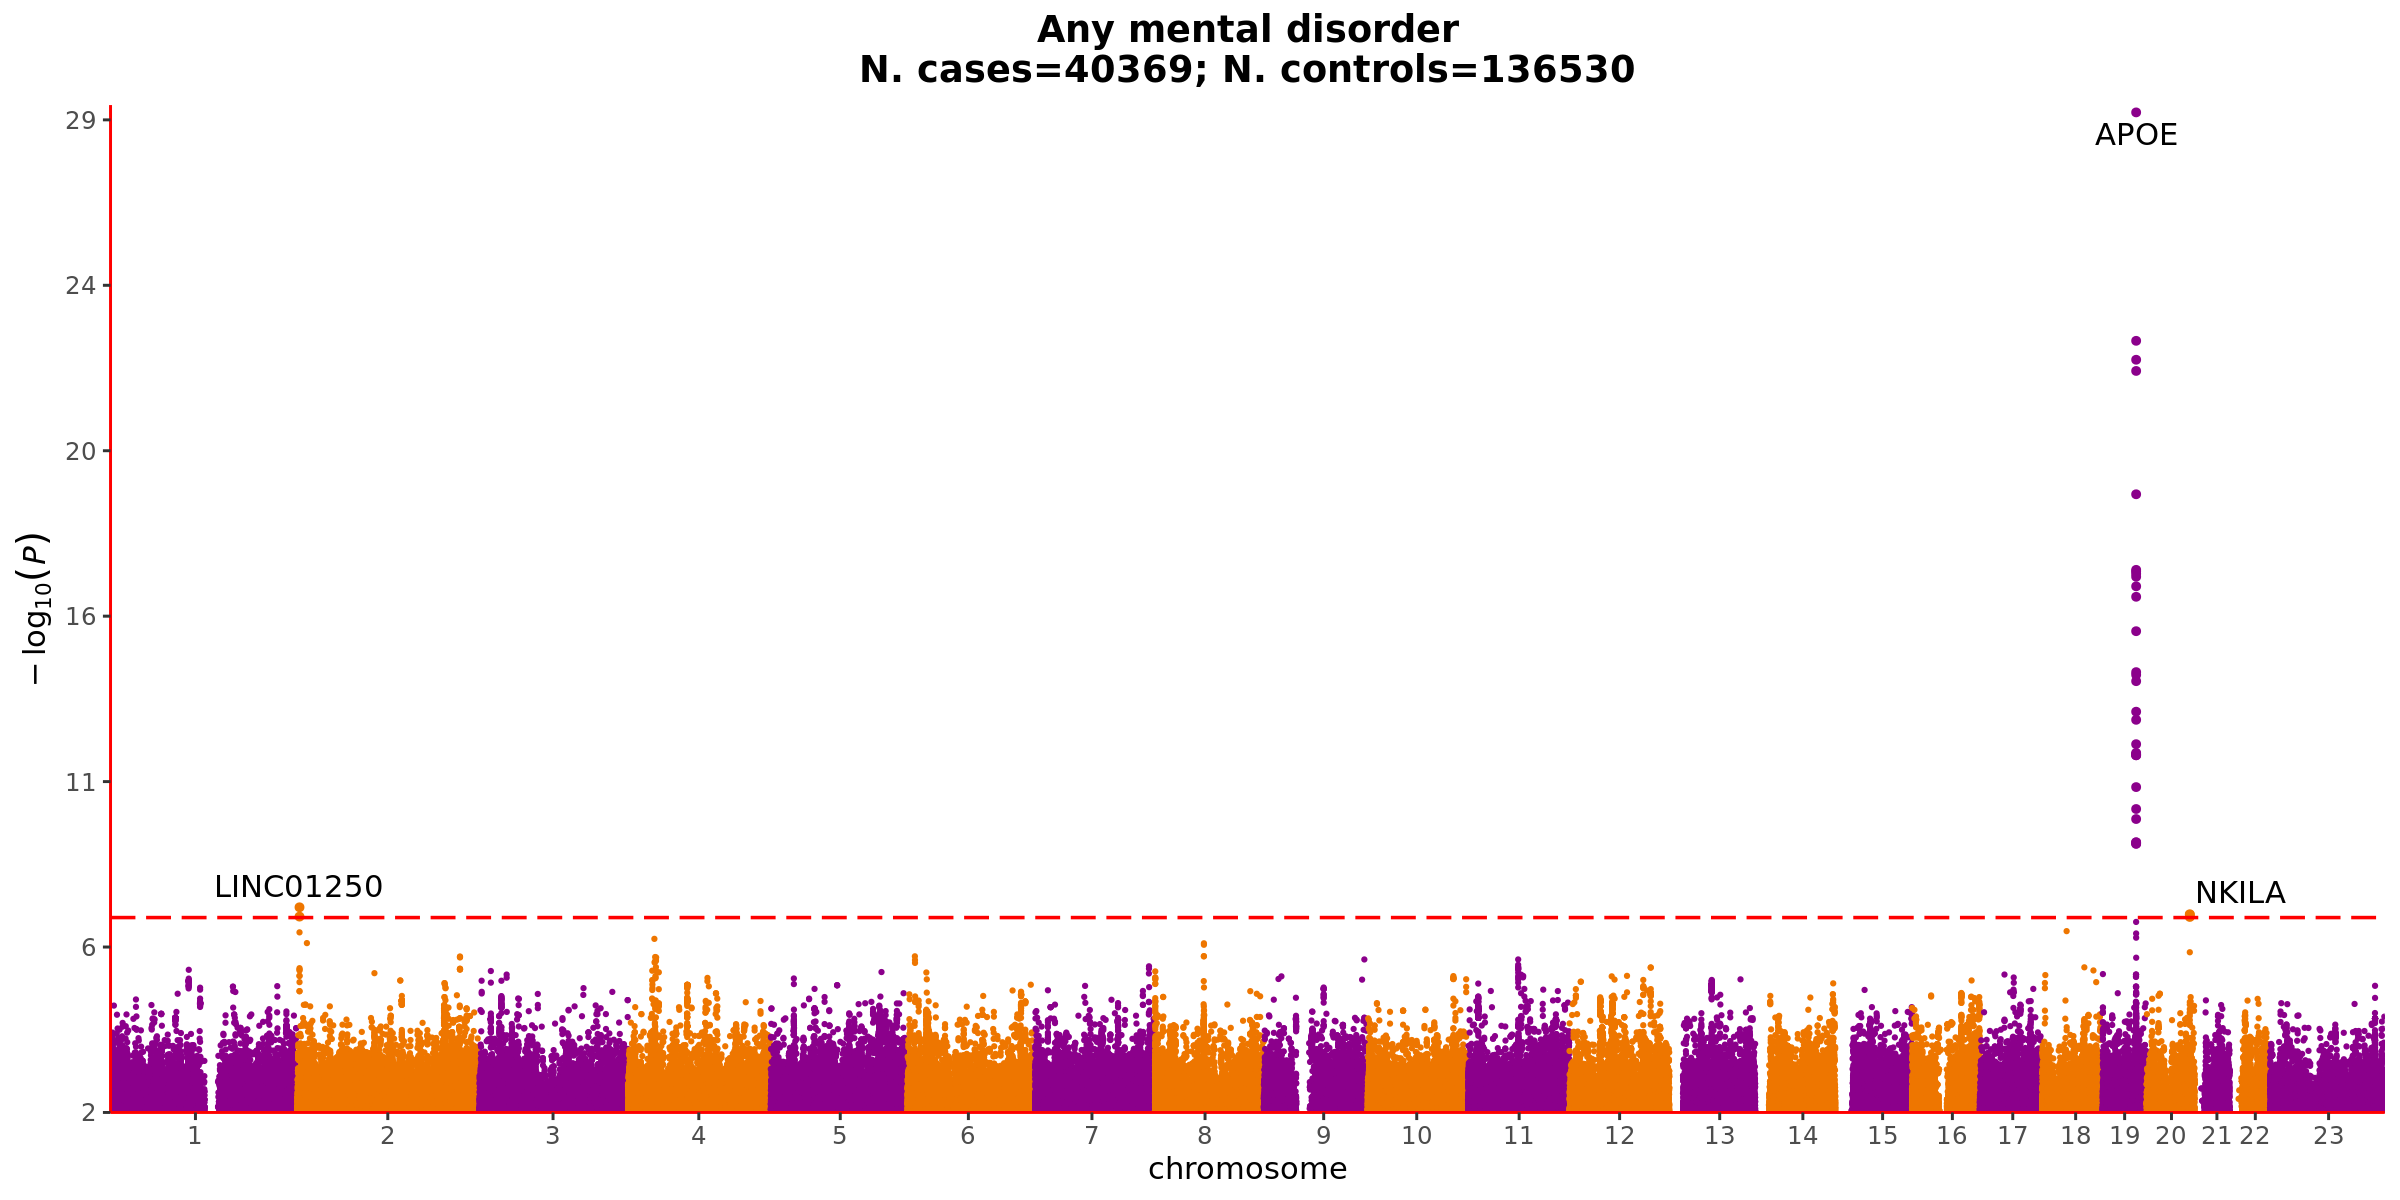 Any mental disorder
N. cases=40369; N. controls=136530
29
APOE
24
20
16
11
LINC01250
NKILA
6
2
− log10(P)
1 2 3 4 5 6 7 8 9 10 11 12 13 14 15 16 17 18 19 20 21 22 23
chromosome